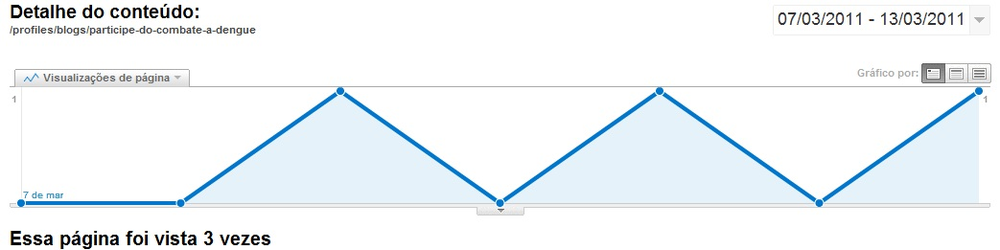 Detalhe do conteúdo:
/profiles/blogs/participe-do-combate-a-dengue
07/03/2011 - 13/03/2011
Visualizações de página
Gráfico por:
1
1
7 de mar
Essa página foi vista 3 vezes